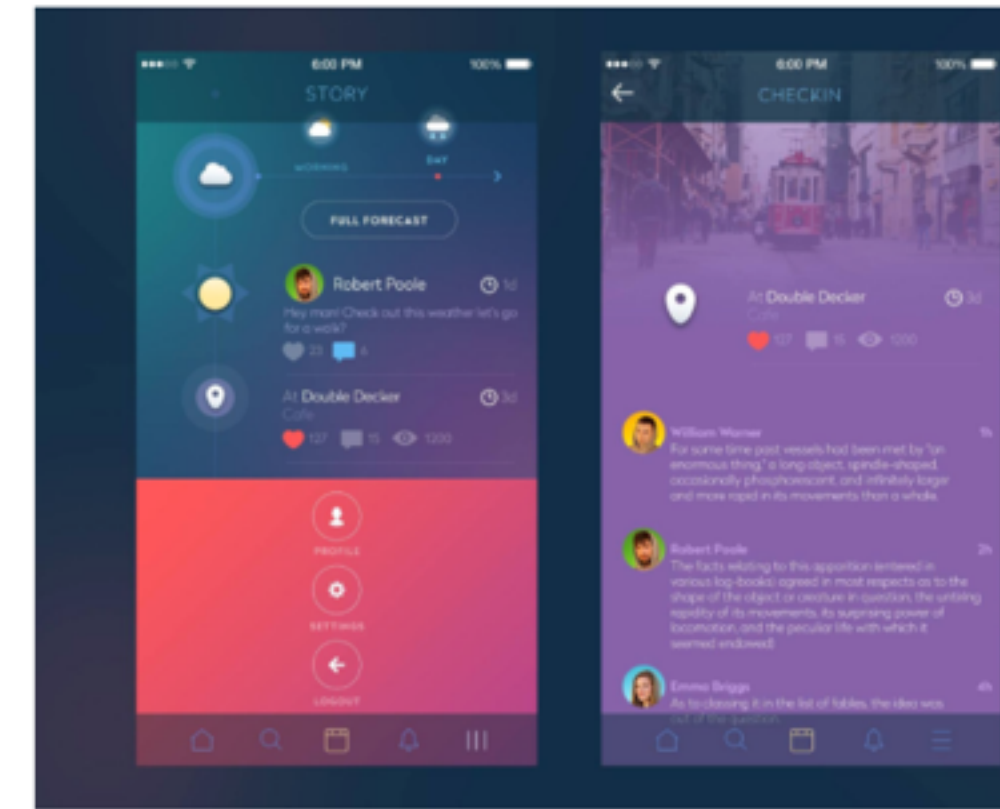 6:00 PM
100%
STORY
MORNING
DAY
FULL FORECAST
Robert Poole
1d
Hey man! Check out this weather let's go
for a walk?
23
6
At Double Decker
3d
Cafe
127
15
1200
PROFILE
SETTINGS
LOGOUT
6:00 PM
100%
CHECKIN
At Double Decker
3d
Cafe
127
15
1200
William Warner
1h
For some time past vessels had been met by "an
enormous thing," a long object, spindle-shaped,
occasionally phosphorescent, and infinitely larger
and more rapid in its movements than a whale.
Robert Poole
2h
The facts relating to this apparition (entered in
various log-books) agreed in most respects as to the
shape of the object or creature in question, the untiring
rapidity of its movements, its surprising power of
locomotion, and the peculiar life with which it
seemed endowed)
Emma Briggs
4h
As to classing it in the list of fables, the idea was
out of the question.